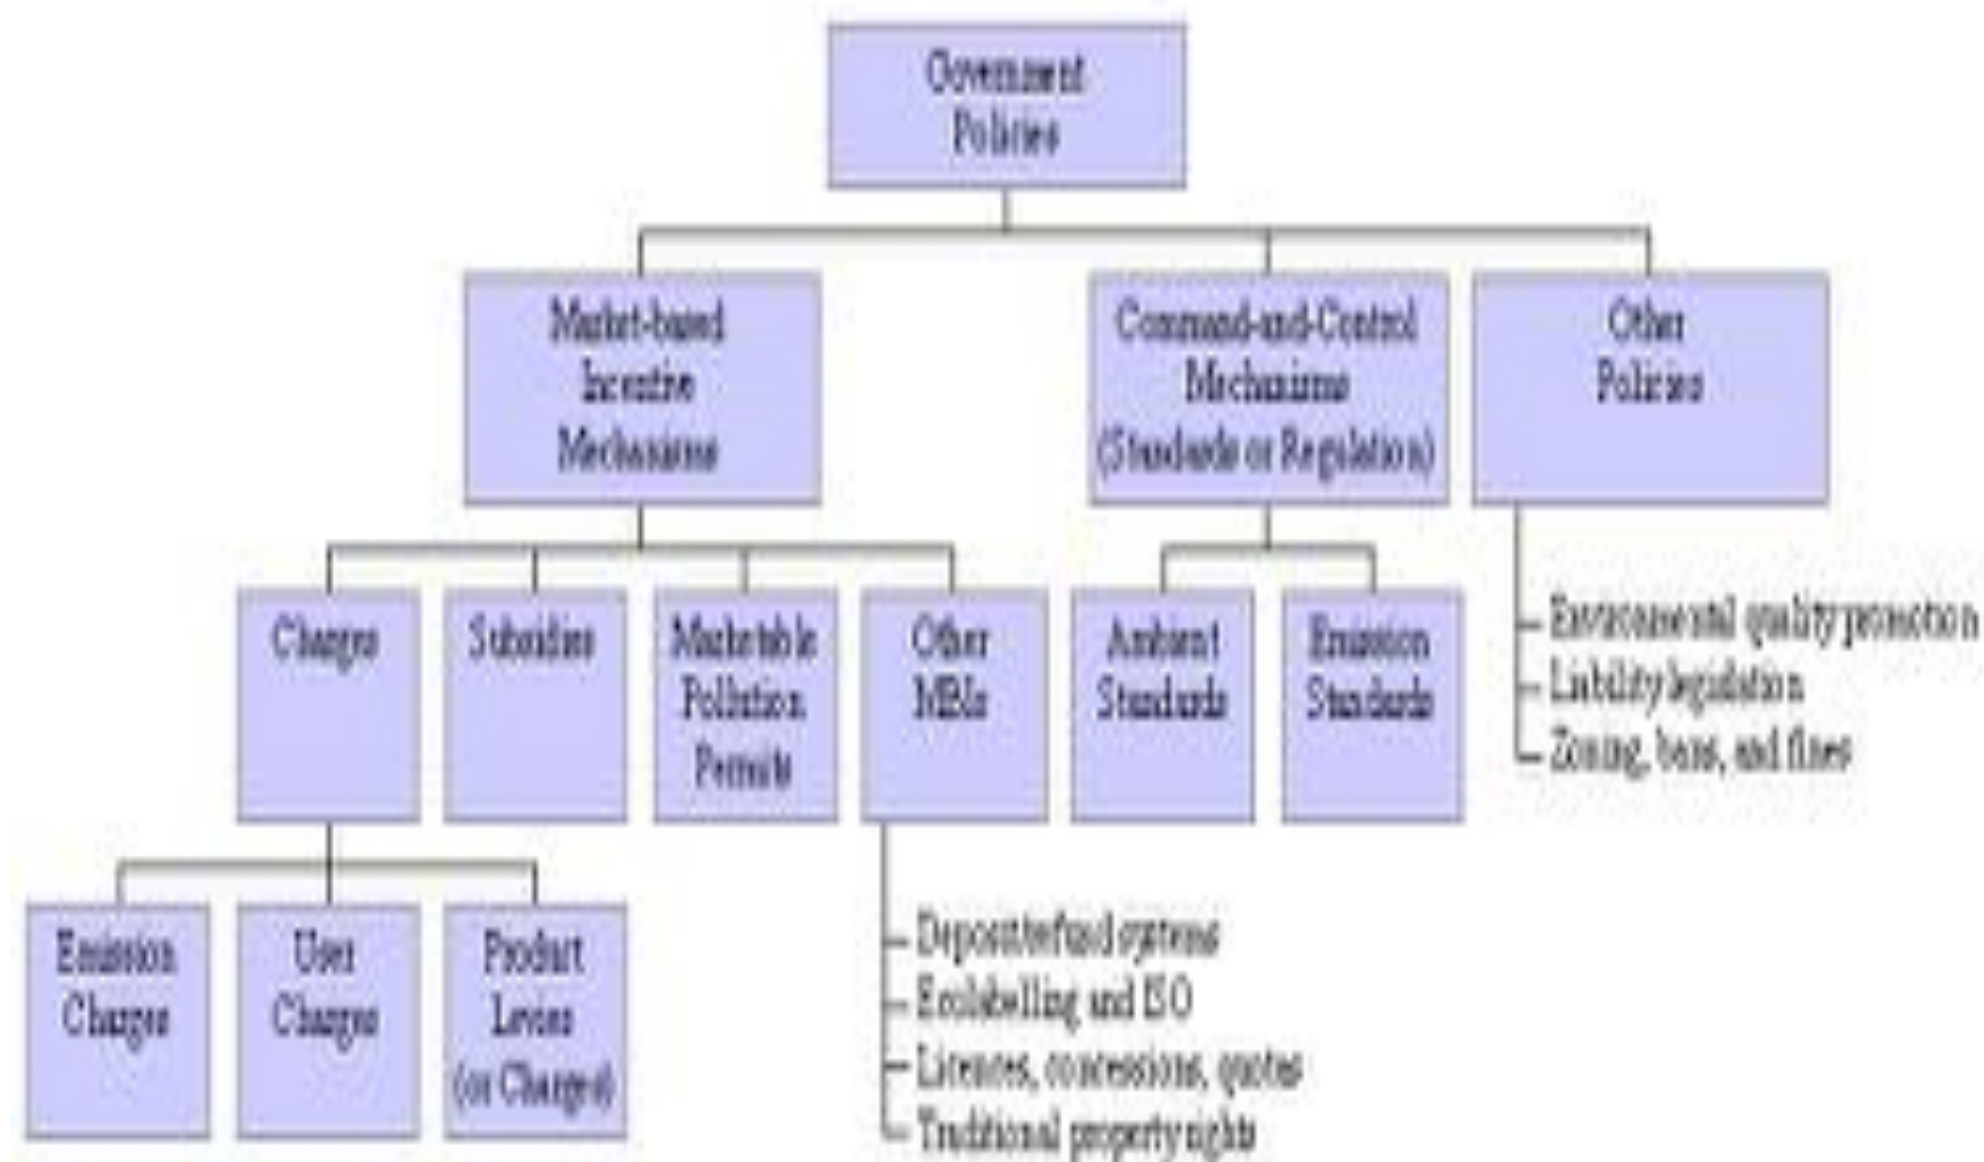 Government
Policies
Market-based
Incentive
Mechanisms
Command-and-Control
Mechanisms
(Standards or Regulation)
Other
Policies
Charges
Subsidies
Marketable
Pollution
Permits
Other
MBIs
Ambient
Standards
Emission
Standards
Environmental quality promotion
Liability legislation
Zoning, bans, and fines
Emission
Charges
User
Charges
Product
Levies
(or Charges)
Deposit/refund systems
Ecolabelling and ISO
Licences, concessions, quotas
Traditional property rights